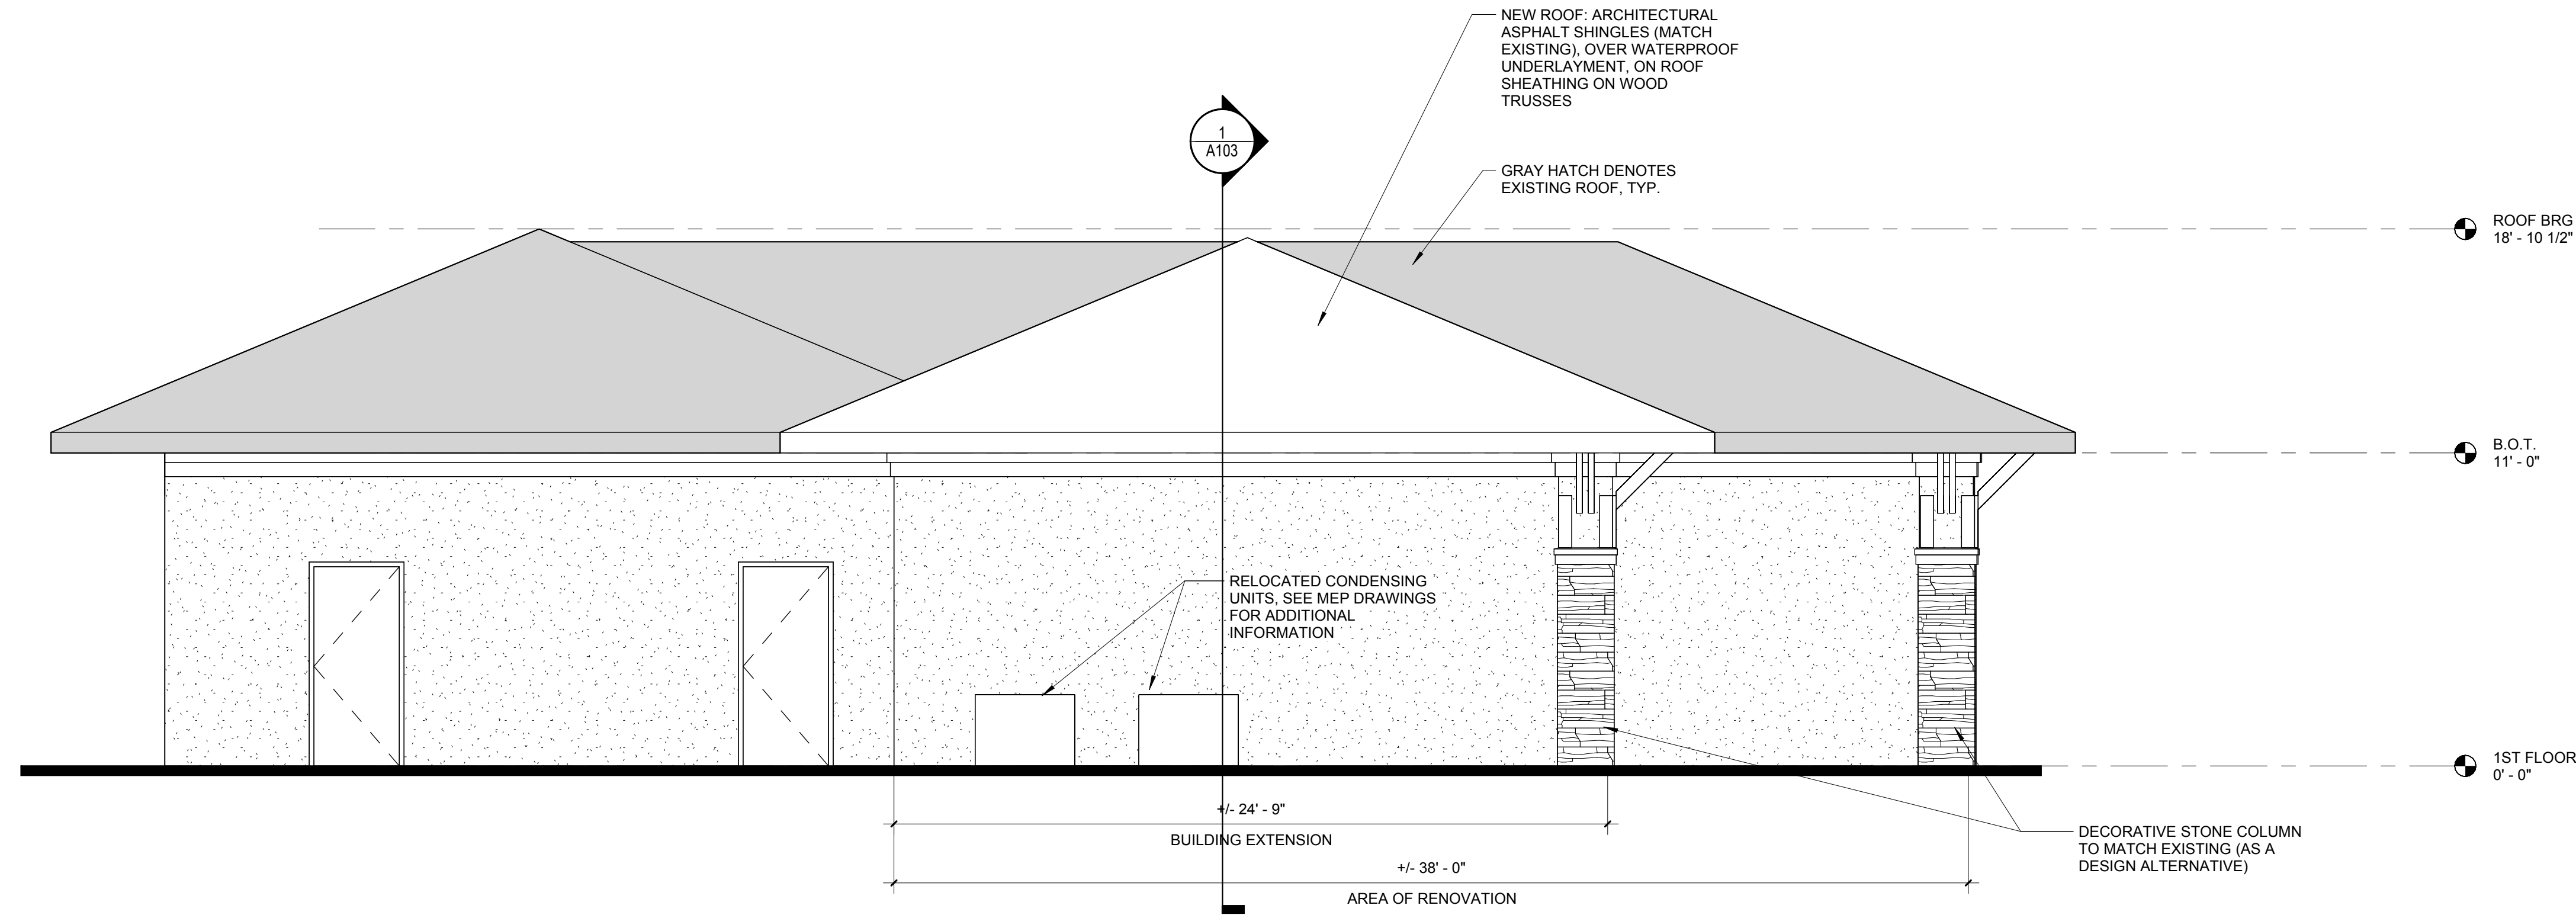 NEW ROOF: ARCHITECTURAL
ASPHALT SHINGLES (MATCH
EXISTING), OVER WATERPROOF
UNDERLAYMENT, ON ROOF
SHEATHING ON WOOD
TRUSSES
1
A103
GRAY HATCH DENOTES
EXISTING ROOF, TYP.
ROOF BRG
18' - 10 1/2"
B.O.T.
11' - 0"
RELOCATED CONDENSING
UNITS, SEE MEP DRAWINGS
FOR ADDITIONAL
INFORMATION
1ST FLOOR
0' - 0"
+/- 24' - 9"
BUILDING EXTENSION
DECORATIVE STONE COLUMN
TO MATCH EXISTING (AS A
DESIGN ALTERNATIVE)
+/- 38' - 0"
AREA OF RENOVATION